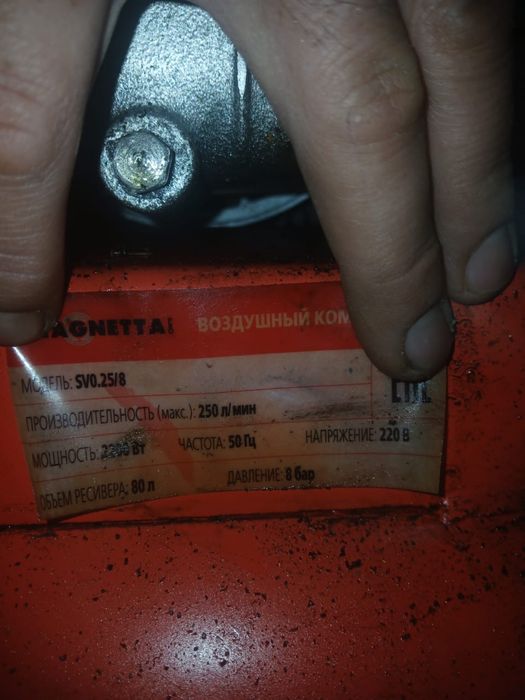 MAGNETTA
ВОЗДУШНЫЙ КОМ
МОДЕЛЬ: SV0.25/8
ПРОИЗВОДИТЕЛЬНОСТЬ (макс.): 250 л/мин
МОЩНОСТЬ: 2200 Вт ЧАСТОТА: 50 Гц НАПРЯЖЕНИЕ: 220 В
ОБЪЕМ РЕСИВЕРА: 80 л ДАВЛЕНИЕ: 8 бар